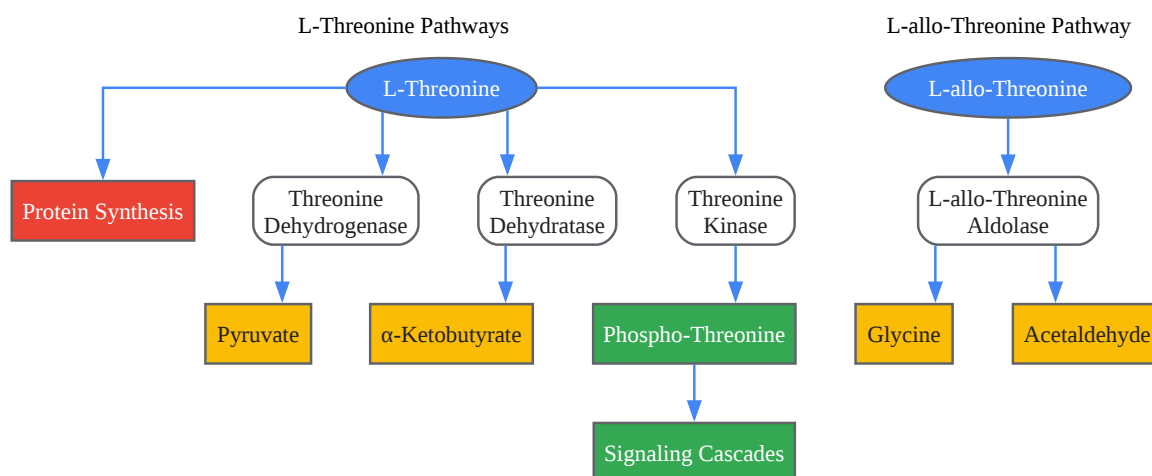 L-Threonine Pathways
L-allo-Threonine Pathway
L-Threonine
L-allo-Threonine
Protein Synthesis
Threonine
Dehydrogenase
Threonine
Dehydratase
Threonine
Kinase
L-allo-Threonine
Aldolase
Pyruvate
α-Ketobutyrate
Phospho-Threonine
Glycine
Acetaldehyde
Signaling Cascades